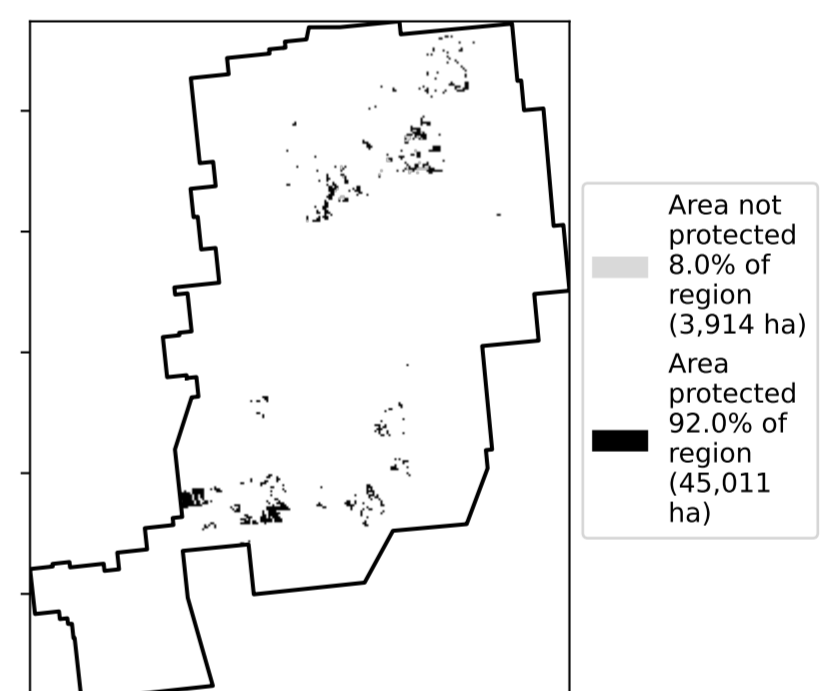 Area not
protected
8.0% of
region
(3,914 ha)
Area
protected
92.0% of
region
(45,011
ha)